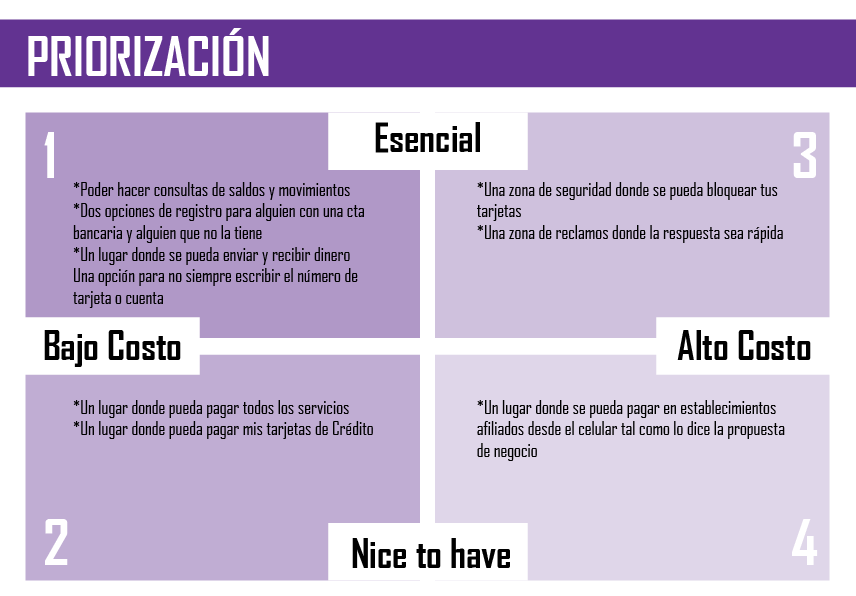 PRIORIZACIÓN
Esencial
1
*Poder hacer consultas de saldos y movimientos
*Dos opciones de registro para alguien con una cta
bancaria y alguien que no la tiene
*Un lugar donde se pueda enviar y recibir dinero
Una opción para no siempre escribir el número de
tarjeta o cuenta
3
*Una zona de seguridad donde se pueda bloquear tus
tarjetas
*Una zona de reclamos donde la respuesta sea rápida
Bajo Costo
Alto Costo
*Un lugar donde pueda pagar todos los servicios
*Un lugar donde pueda pagar mis tarjetas de Crédito
2
*Un lugar donde se pueda pagar en establecimientos
afiliados desde el celular tal como lo dice la propuesta
de negocio
4
Nice to have